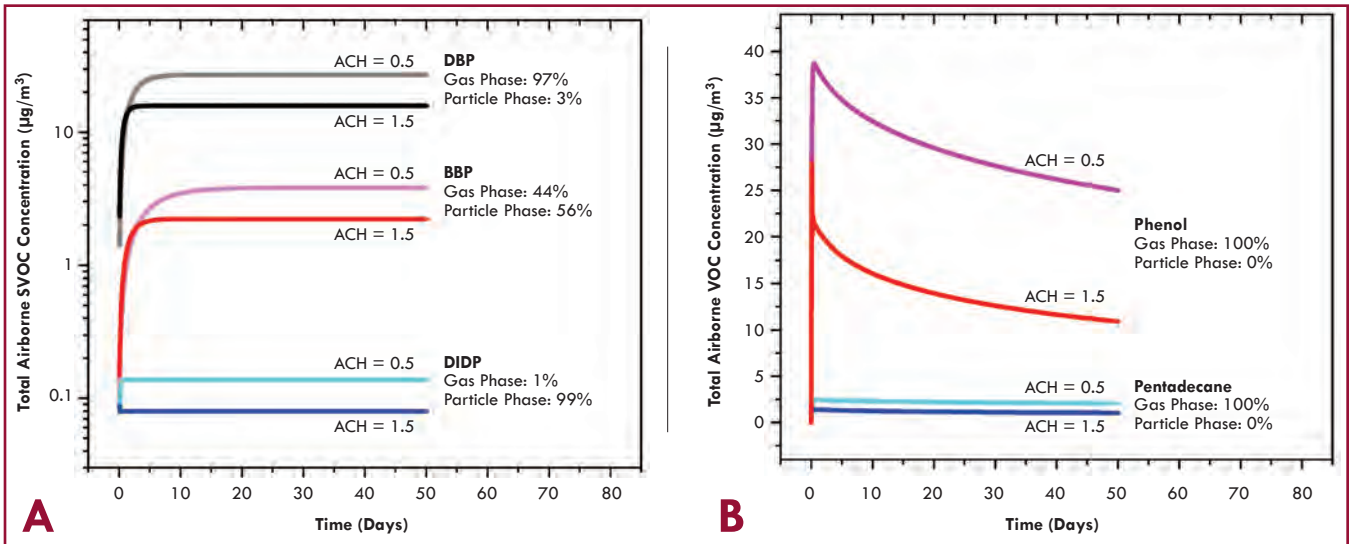 Total Airborne SVOC Concentration (µg/m³)
10
1
0.1
ACH = 0.5
DBP
Gas Phase: 97%
Particle Phase: 3%
ACH = 1.5
ACH = 0.5
BBP
Gas Phase: 44%
Particle Phase: 56%
ACH = 1.5
ACH = 0.5
DIDP
Gas Phase: 1%
Particle Phase: 99%
ACH = 1.5
0 10 20 30 40 50 60 70 80
Time (Days)
A
Total Airborne VOC Concentration (µg/m³)
40
35
30
25
20
15
10
5
0
ACH = 0.5
Phenol
Gas Phase: 100%
Particle Phase: 0%
ACH = 1.5
ACH = 0.5
Pentadecane
Gas Phase: 100%
Particle Phase: 0%
ACH = 1.5
0 10 20 30 40 50 60 70 80
Time (Days)
B